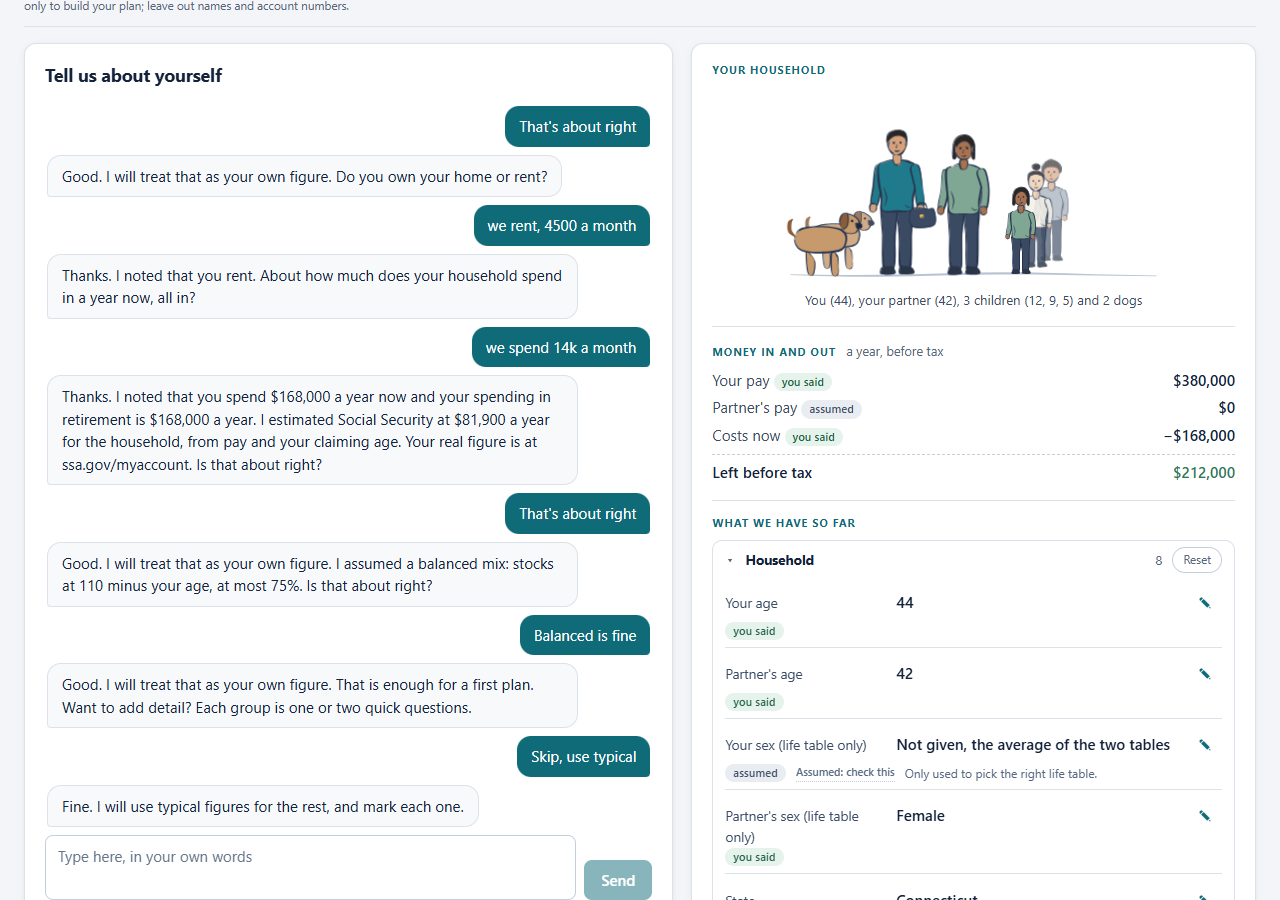 only to build your plan; leave out names and account numbers.
Tell us about yourself
That's about right
Good. I will treat that as your own figure. Do you own your home or rent?
we rent, 4500 a month
Thanks. I noted that you rent. About how much does your household spend
in a year now, all in?
we spend 14k a month
Thanks. I noted that you spend $168,000 a year now and your spending in
retirement is $168,000 a year. I estimated Social Security at $81,900 a year
for the household, from pay and your claiming age. Your real figure is at
ssa.gov/myaccount. Is that about right?
That's about right
Good. I will treat that as your own figure. I assumed a balanced mix: stocks
at 110 minus your age, at most 75%. Is that about right?
Balanced is fine
Good. I will treat that as your own figure. That is enough for a first plan.
Want to add detail? Each group is one or two quick questions.
Skip, use typical
Fine. I will use typical figures for the rest, and mark each one.
Type here, in your own words
Send
YOUR HOUSEHOLD
You (44), your partner (42), 3 children (12, 9, 5) and 2 dogs
MONEY IN AND OUT a year, before tax
Your pay you said $380,000
Partner's pay assumed $0
Costs now you said −$168,000
Left before tax $212,000
WHAT WE HAVE SO FAR
Household 8 Reset
Your age 44
you said
Partner's age 42
you said
Your sex (life table only) Not given, the average of the two tables
assumed Assumed: check this Only used to pick the right life table.
Partner's sex (life table Female
only)
you said
State Connecticut